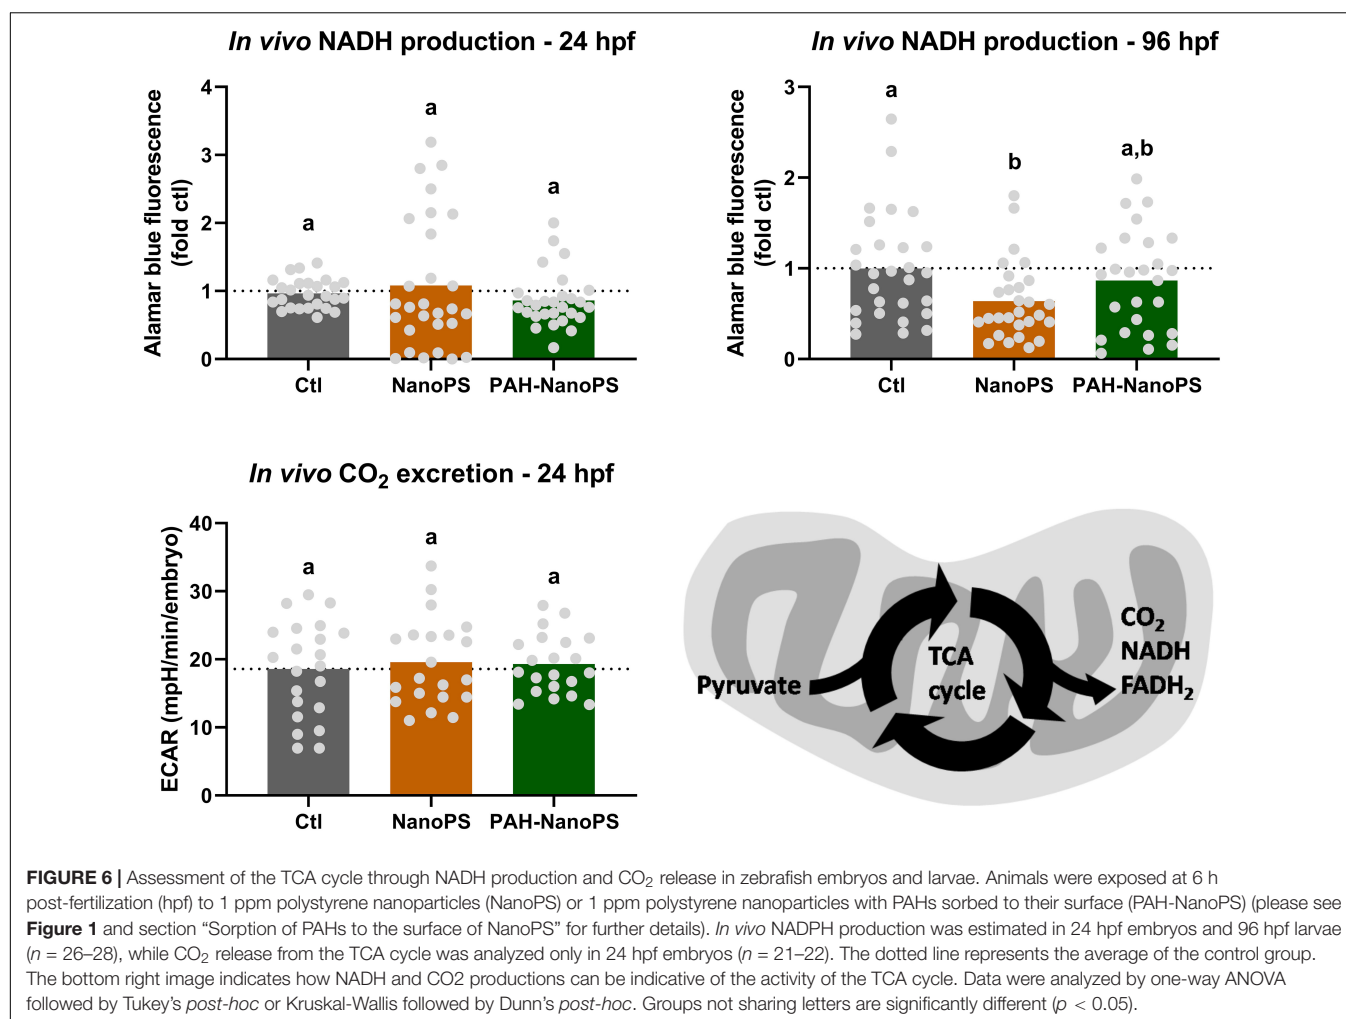 In vivo NADH production - 24 hpf
Alamar blue fluorescence
(fold ctl)
4
3
2
1
0
a
a
a
Ctl
NanoPS
PAH-NanoPS
In vivo NADH production - 96 hpf
Alamar blue fluorescence
(fold ctl)
3
2
1
0
a
b
a,b
Ctl
NanoPS
PAH-NanoPS
In vivo CO₂ excretion - 24 hpf
ECAR (mpH/min/embryo)
40
30
20
10
0
a
a
a
Ctl
NanoPS
PAH-NanoPS
Pyruvate
TCA
cycle
CO₂
NADH
FADH₂
FIGURE 6 | Assessment of the TCA cycle through NADH production and CO₂ release in zebrafish embryos and larvae. Animals were exposed at 6 h
post-fertilization (hpf) to 1 ppm polystyrene nanoparticles (NanoPS) or 1 ppm polystyrene nanoparticles with PAHs sorbed to their surface (PAH-NanoPS) (please see
Figure 1 and section “Sorption of PAHs to the surface of NanoPS” for further details). In vivo NADPH production was estimated in 24 hpf embryos and 96 hpf larvae
(n = 26–28), while CO₂ release from the TCA cycle was analyzed only in 24 hpf embryos (n = 21–22). The dotted line represents the average of the control group.
The bottom right image indicates how NADH and CO2 productions can be indicative of the activity of the TCA cycle. Data were analyzed by one-way ANOVA
followed by Tukey’s post-hoc or Kruskal-Wallis followed by Dunn’s post-hoc. Groups not sharing letters are significantly different (p < 0.05).